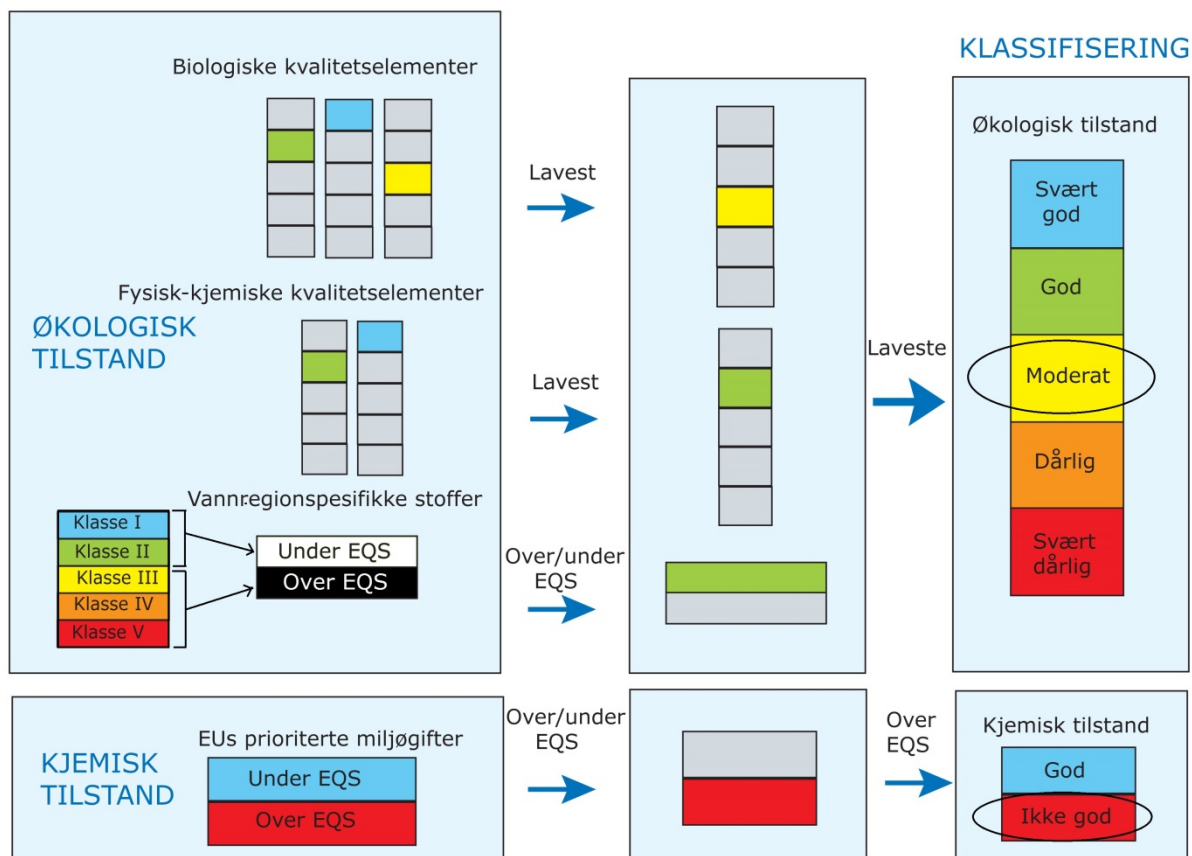 KLASSIFISERING
Biologiske kvalitetselementer
Lavest
Fysisk-kjemiske kvalitetselementer
ØKOLOGISK
TILSTAND
Lavest
Vannregionspesifikke stoffer
Klasse I
Klasse II
Klasse III
Klasse IV
Klasse V
Under EQS
Over EQS
Over/under
EQS
Laveste
Økologisk tilstand
Svært
god
God
Moderat
Dårlig
Svært
dårlig
KJEMISK
TILSTAND
EUs prioriterte miljøgifter
Under EQS
Over EQS
Over/under
EQS
Over
EQS
Kjemisk tilstand
God
Ikke god